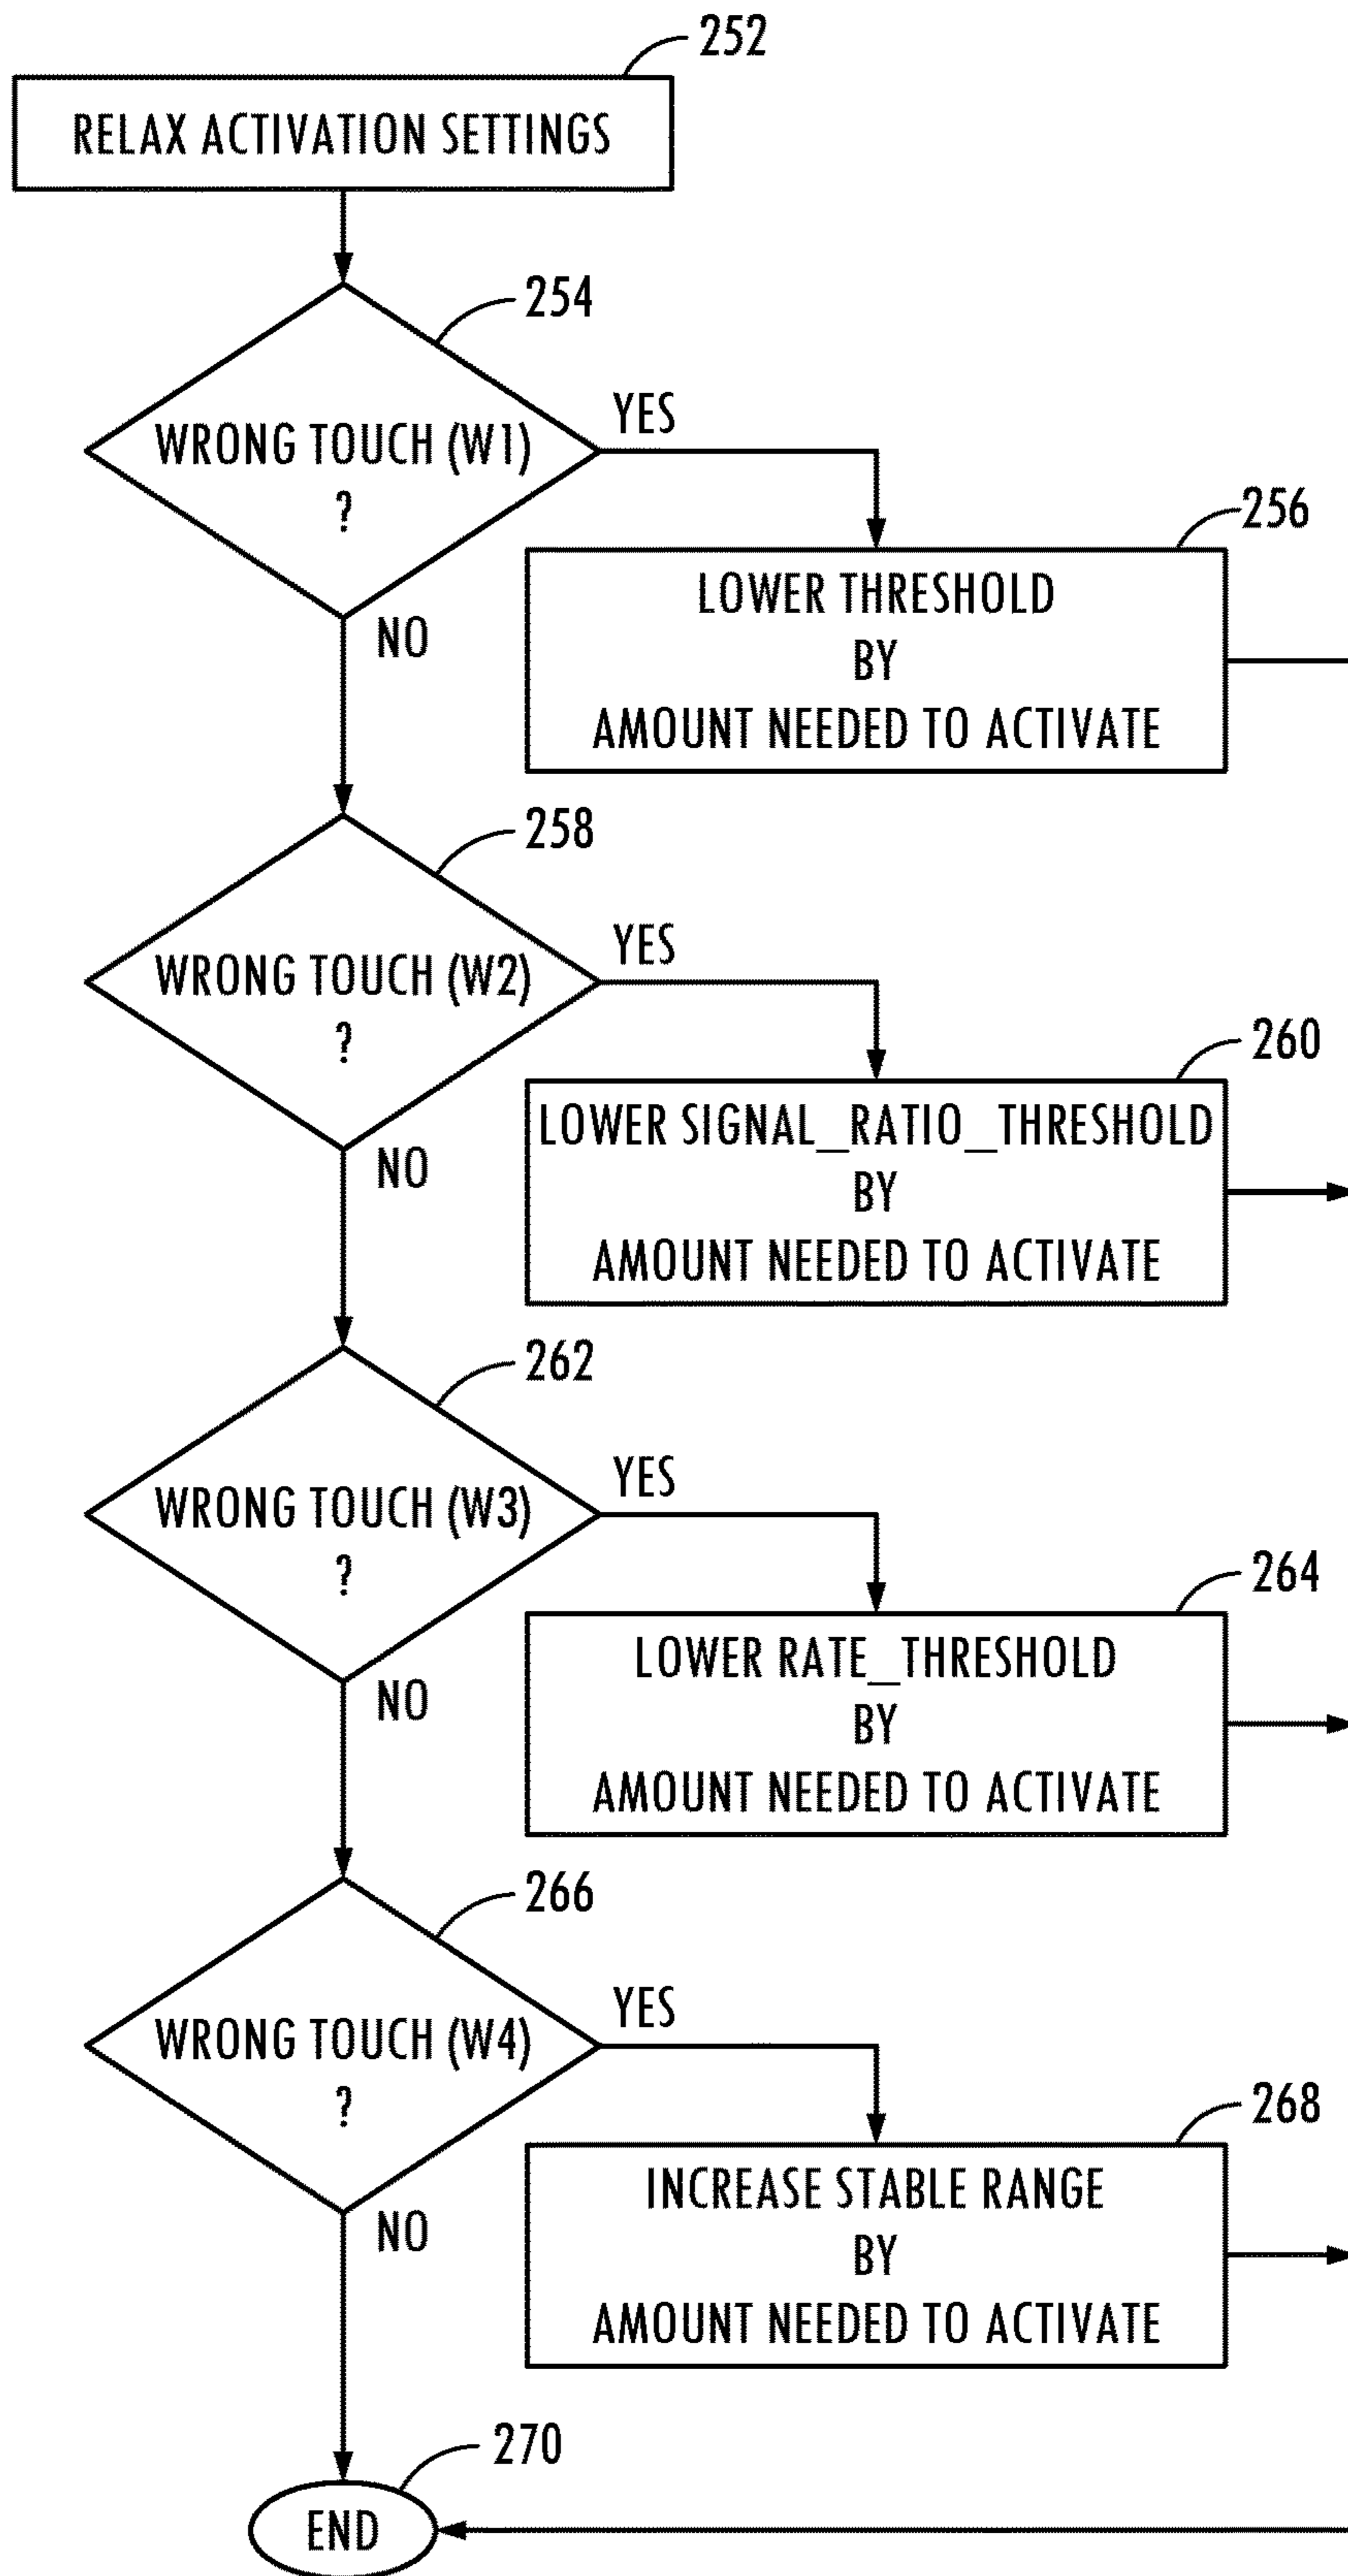 252
RELAX ACTIVATION SETTINGS
254
WRONG TOUCH (W1)
?
YES
NO
256
LOWER THRESHOLD
BY
AMOUNT NEEDED TO ACTIVATE
258
WRONG TOUCH (W2)
?
YES
NO
260
LOWER SIGNAL_RATIO_THRESHOLD
BY
AMOUNT NEEDED TO ACTIVATE
262
WRONG TOUCH (W3)
?
YES
NO
264
LOWER RATE_THRESHOLD
BY
AMOUNT NEEDED TO ACTIVATE
266
WRONG TOUCH (W4)
?
YES
NO
268
INCREASE STABLE RANGE
BY
AMOUNT NEEDED TO ACTIVATE
270
END